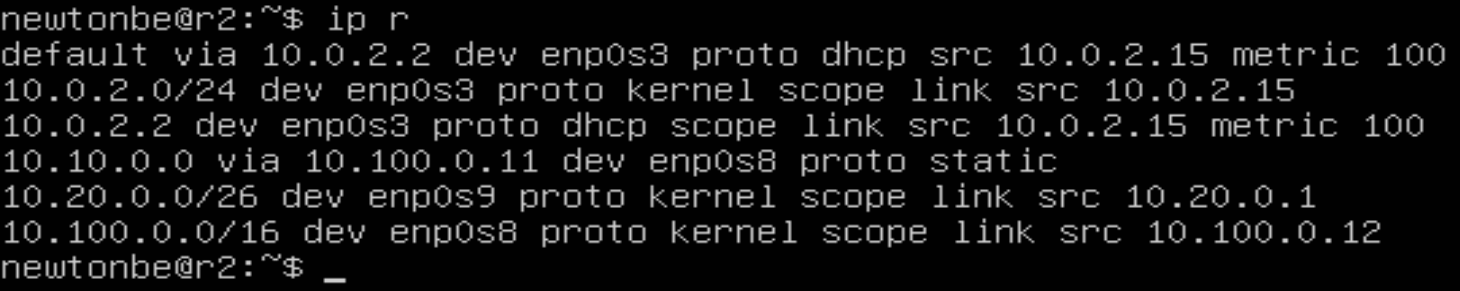 newtonbe@r2:~$ ip r
default via 10.0.2.2 dev enp0s3 proto dhcp src 10.0.2.15 metric 100
10.0.2.0/24 dev enp0s3 proto kernel scope link src 10.0.2.15
10.0.2.2 dev enp0s3 proto dhcp scope link src 10.0.2.15 metric 100
10.10.0.0 via 10.100.0.11 dev enp0s8 proto static
10.20.0.0/26 dev enp0s9 proto kernel scope link src 10.20.0.1
10.100.0.0/16 dev enp0s8 proto kernel scope link src 10.100.0.12
newtonbe@r2:~$ _